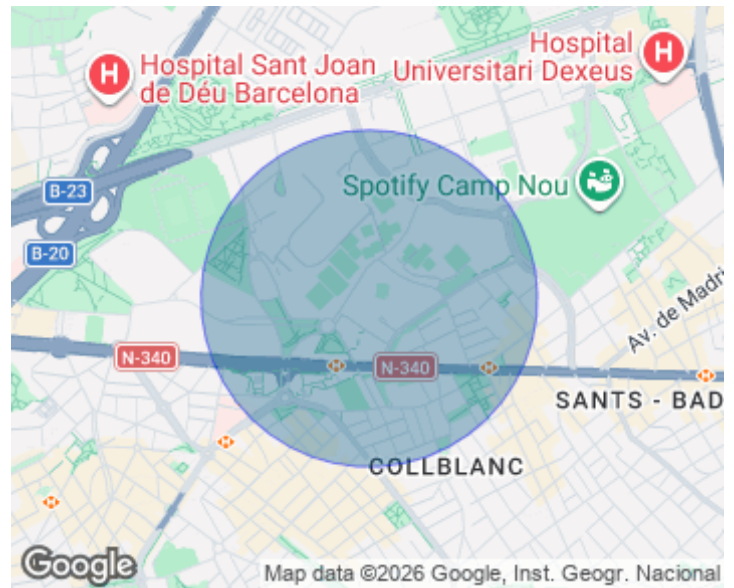 Hospital
Universitari Dexeus
H
H
Hospital Sant Joan
de Déu Barcelona
Spotify Camp Nou
B-23
B-20
Av. de Madri
N-340
N-340
SANTS - BAD
COLLBLANC
Google
Map data ©2026 Google, Inst. Geogr. Nacional